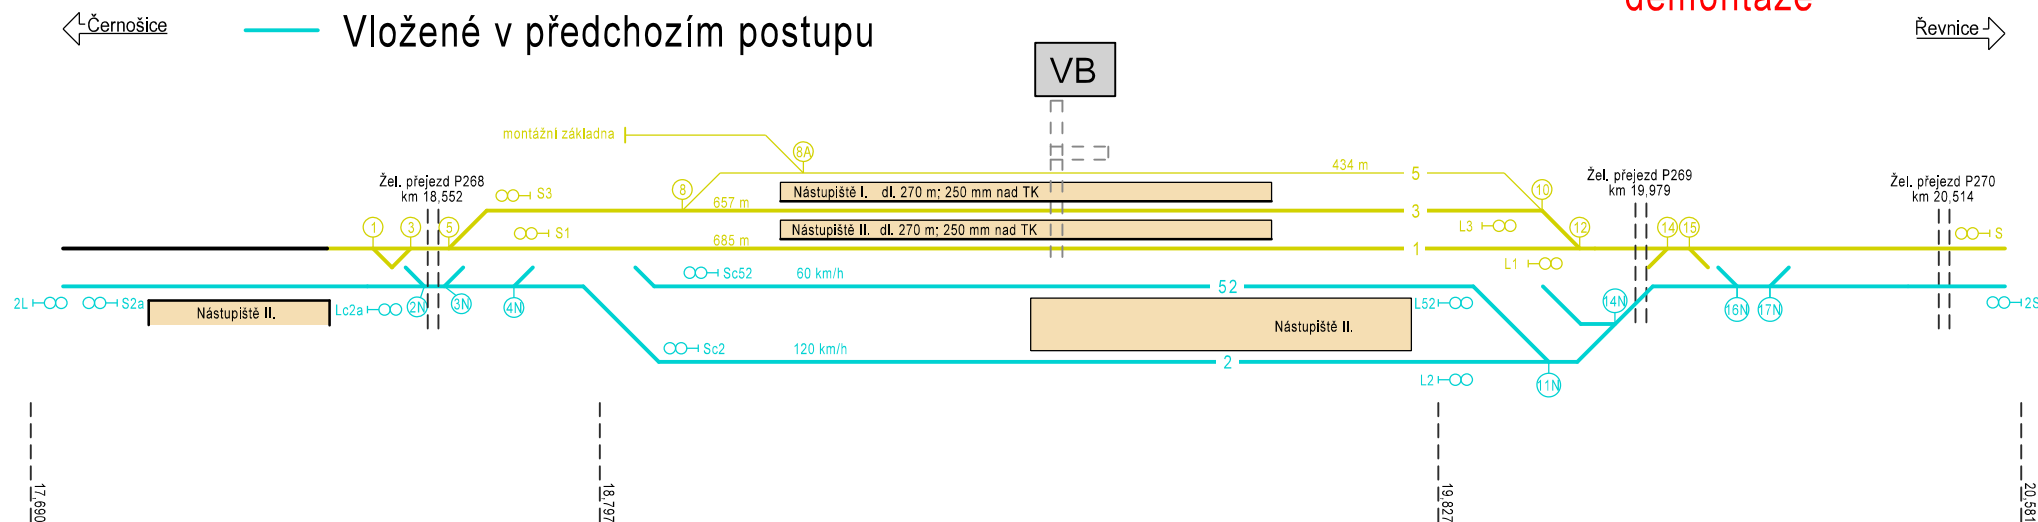 demontáže
Černošice
Vložené v předchozím postupu
Řevnice
VB
montážní základna
8A
434 m
5
Žel. přejezd P268
km 18,552
S3
8
Nástupiště I. dl. 270 m; 250 mm nad TK
10
Žel. přejezd P269
km 19,979
Žel. přejezd P270
km 20,514
657 m
3
1
3
5
S1
Nástupiště II. dl. 270 m; 250 mm nad TK
L3
12
14
15
S
685 m
1
L1
Sc52
60 km/h
52
2L
S2a
Nástupiště II.
Lc2a
2N
3N
4N
L52
14N
16N
17N
2S
Nástupiště II.
Sc2
120 km/h
2
L2
11N
17,690
18,797
19,827
20,581